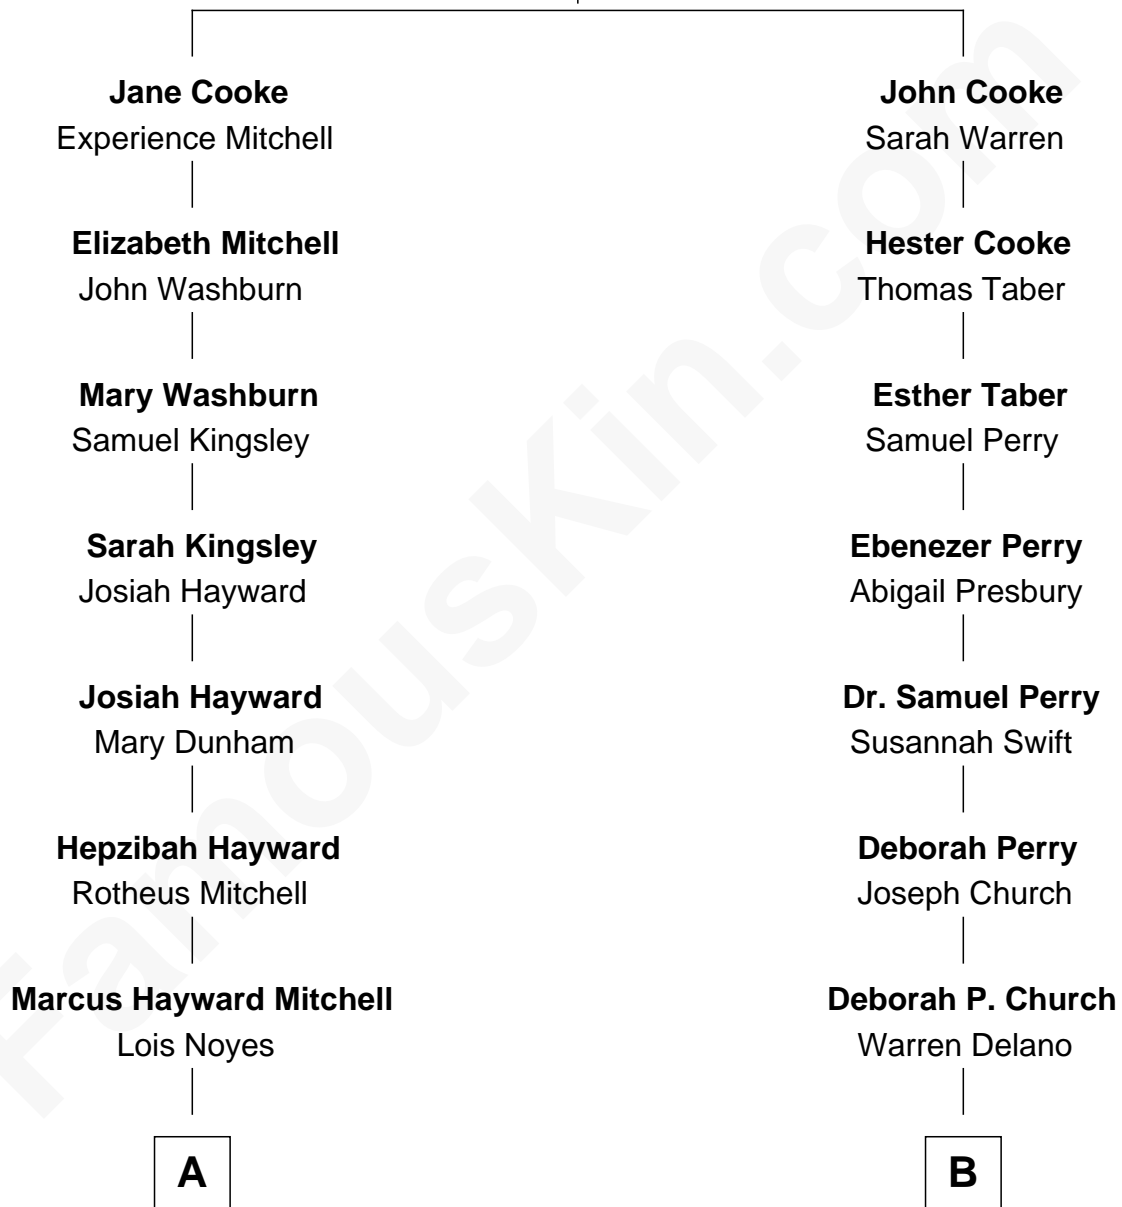 Jane Cooke
Experience Mitchell
Elizabeth Mitchell
John Washburn
Mary Washburn
Samuel Kingsley
Sarah Kingsley
Josiah Hayward
Josiah Hayward
Mary Dunham
Hepzibah Hayward
Rotheus Mitchell
Marcus Hayward Mitchell
Lois Noyes
A
John Cooke
Sarah Warren
Hester Cooke
Thomas Taber
Esther Taber
Samuel Perry
Ebenezer Perry
Abigail Presbury
Dr. Samuel Perry
Susannah Swift
Deborah Perry
Joseph Church
Deborah P. Church
Warren Delano
B
FamousKin.com